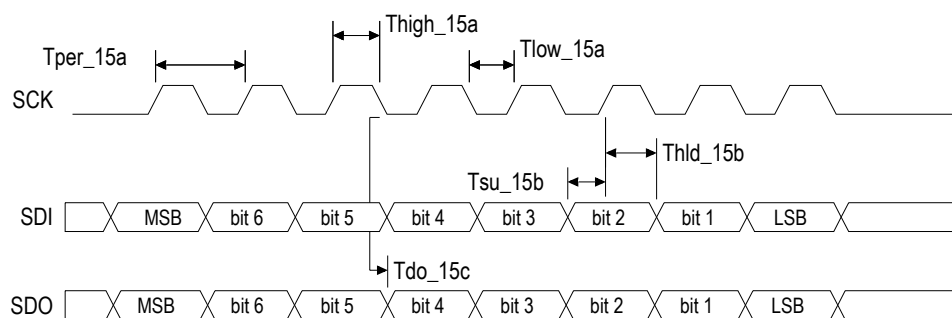 Thigh_15a
Tper_15a
Tlow_15a
SCK
Thld_15b
Tsu_15b
SDI MSB bit 6 bit 5 bit 4 bit 3 bit 2 bit 1 LSB
Tdo_15c
SDO MSB bit 6 bit 5 bit 4 bit 3 bit 2 bit 1 LSB